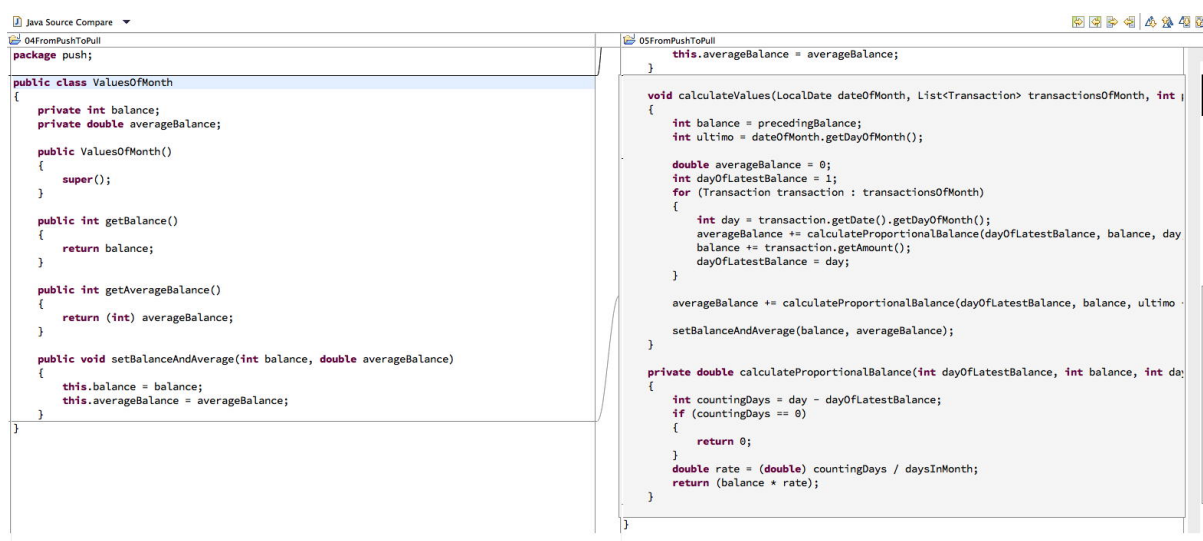 Java Source Compare
04FromPushToPull
package push;
public class ValuesOfMonth
{
private int balance;
private double averageBalance;
public ValuesOfMonth()
{
super();
}
public int getBalance()
{
return balance;
}
public int getAverageBalance()
{
return (int) averageBalance;
}
public void setBalanceAndAverage(int balance, double averageBalance)
{
this.balance = balance;
this.averageBalance = averageBalance;
}
}
05FromPushToPull
this.averageBalance = averageBalance;
}
void calculateValues(LocalDate dateOfMonth, List<Transaction> transactionsOfMonth, int
{
int balance = precedingBalance;
int ultimo = dateOfMonth.getDayOfMonth();
double averageBalance = 0;
int dayOfLatestBalance = 1;
for (Transaction transaction : transactionsOfMonth)
{
int day = transaction.getDate().getDayOfMonth();
averageBalance += calculateProportionalBalance(dayOfLatestBalance, balance, day
balance += transaction.getAmount();
dayOfLatestBalance = day;
}
averageBalance += calculateProportionalBalance(dayOfLatestBalance, balance, ultimo
setBalanceAndAverage(balance, averageBalance);
}
private double calculateProportionalBalance(int dayOfLatestBalance, int balance, int day
{
int countingDays = day - dayOfLatestBalance;
if (countingDays == 0)
{
return 0;
}
double rate = (double) countingDays / daysInMonth;
return (balance * rate);
}
}